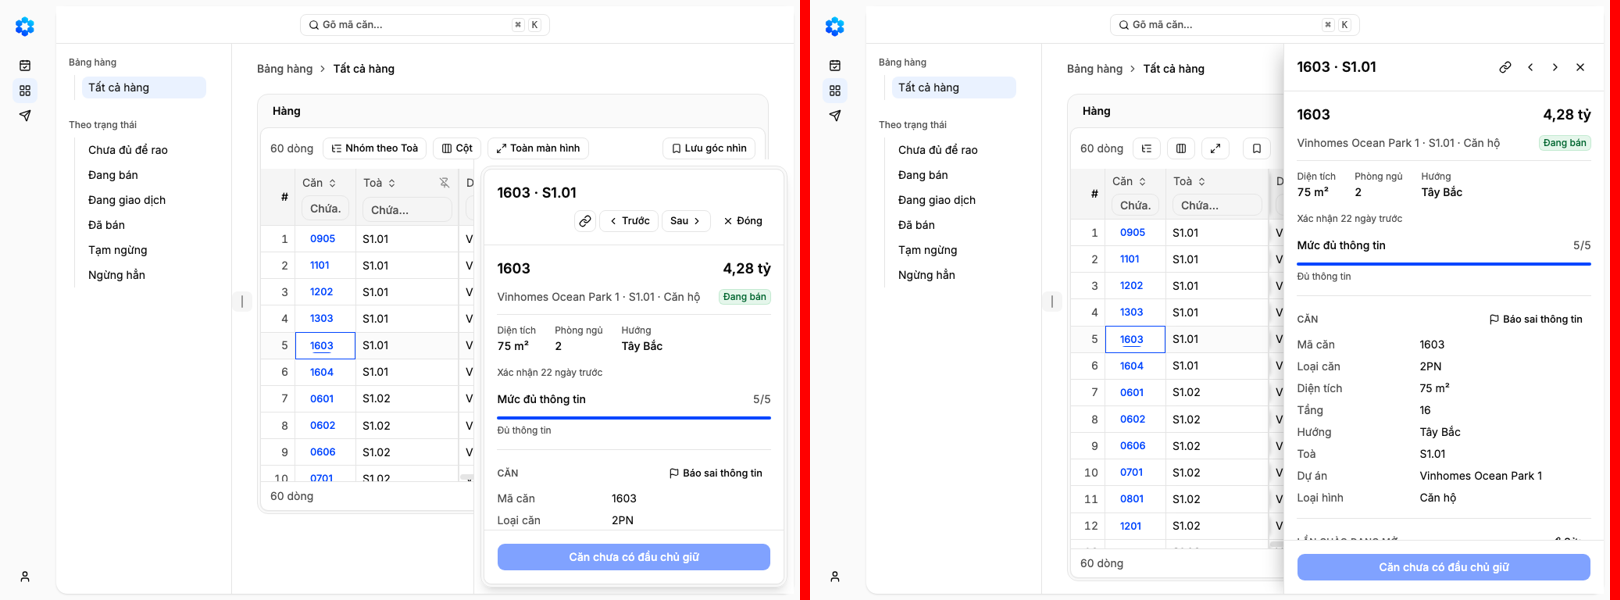 Gõ mã căn... ⌘ K
Bảng hàng
Tất cả hàng
Theo trạng thái
Chưa đủ để rao
Đang bán
Đang giao dịch
Đã bán
Tạm ngừng
Ngừng hẳn
Bảng hàng > Tất cả hàng
Hàng
60 dòng Nhóm theo Toà Cột Toàn màn hình Lưu góc nhìn
# Căn Toà
Chứa. Chứa...
1 0905 S1.01 V
2 1101 S1.01 V
3 1202 S1.01 V
4 1303 S1.01 V
5 1603 S1.01 V
6 1604 S1.01 V
7 0601 S1.02 V
8 0602 S1.02 V
9 0606 S1.02 V
10 0701 S1.02
60 dòng
1603 · S1.01
Trước Sau Đóng
1603 4,28 tỷ
Vinhomes Ocean Park 1 · S1.01 · Căn hộ Đang bán
Diện tích Phòng ngủ Hướng
75 m² 2 Tây Bắc
Xác nhận 22 ngày trước
Mức đủ thông tin 5/5
Đủ thông tin
CĂN Báo sai thông tin
Mã căn 1603
Loại căn 2PN
Căn chưa có đầu chủ giữ
Gõ mã căn... ⌘ K
Bảng hàng
Tất cả hàng
Theo trạng thái
Chưa đủ để rao
Đang bán
Đang giao dịch
Đã bán
Tạm ngừng
Ngừng hẳn
Bảng hàng > Tất cả hàng
Hàng
60 dòng
# Căn Toà
Chứa. Chứa...
1 0905 S1.01 V
2 1101 S1.01 V
3 1202 S1.01 V
4 1303 S1.01 V
5 1603 S1.01 V
6 1604 S1.01 V
7 0601 S1.02 V
8 0602 S1.02 V
9 0606 S1.02 V
10 0701 S1.02 V
11 0801 S1.02 V
12 1201 S1.02 V
60 dòng
1603 · S1.01
1603 4,28 tỷ
Vinhomes Ocean Park 1 · S1.01 · Căn hộ Đang bán
Diện tích Phòng ngủ Hướng
75 m² 2 Tây Bắc
Xác nhận 22 ngày trước
Mức đủ thông tin 5/5
Đủ thông tin
CĂN Báo sai thông tin
Mã căn 1603
Loại căn 2PN
Diện tích 75 m²
Tầng 16
Hướng Tây Bắc
Toà S1.01
Dự án Vinhomes Ocean Park 1
Loại hình Căn hộ
Căn chưa có đầu chủ giữ